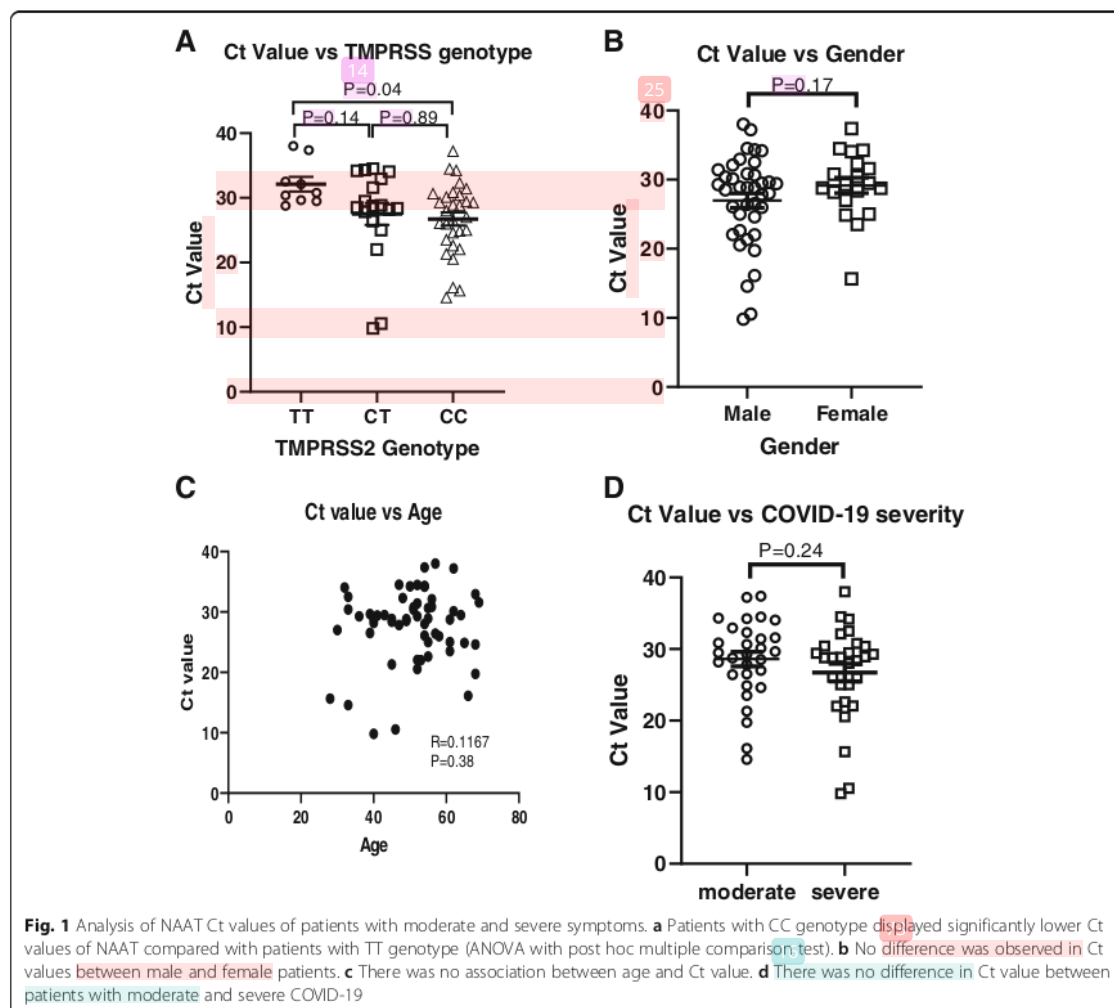 A
Ct Value vs TMPRSS genotype
14
P=0.04
P=0.14
P=0.89
40
30
20
10
0
Ct Value
TT
CT
CC
TMPRSS2 Genotype
B
Ct Value vs Gender
25
P=0.17
40
30
20
10
0
Ct Value
Male
Female
Gender
C
Ct value vs Age
40
30
20
10
0
Ct value
R=0.1167
P=0.38
0
20
40
60
80
Age
D
Ct Value vs COVID-19 severity
P=0.24
40
30
20
10
0
Ct Value
moderate
severe
Fig. 1 Analysis of NAAT Ct values of patients with moderate and severe symptoms. a Patients with CC genotype displayed significantly lower Ct
values of NAAT compared with patients with TT genotype (ANOVA with post hoc multiple comparison test). b No difference was observed in Ct
values between male and female patients. c There was no association between age and Ct value. d There was no difference in Ct value between
patients with moderate and severe COVID-19